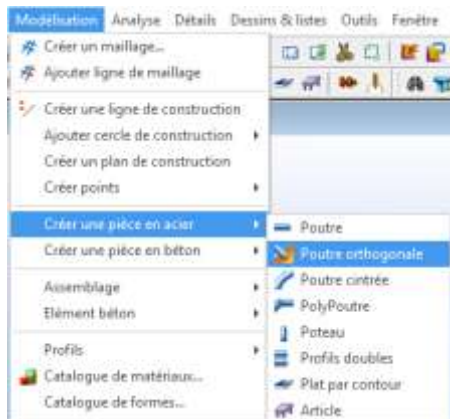 Modélisation Analyse Détails Dessins & listes Outils Fenêtre
Créer un maillage...
Ajouter ligne de maillage
Créer une ligne de construction
Ajouter cercle de construction
Créer un plan de construction
Créer points
Créer une pièce en acier
Créer une pièce en béton
Assemblage
Elément béton
Profils
Catalogue de matériaux...
Catalogue de formes...
Poutre
Poutre orthogonale
Poutre cintrée
PolyPoutre
Poteau
Profils doubles
Plat par contour
Article